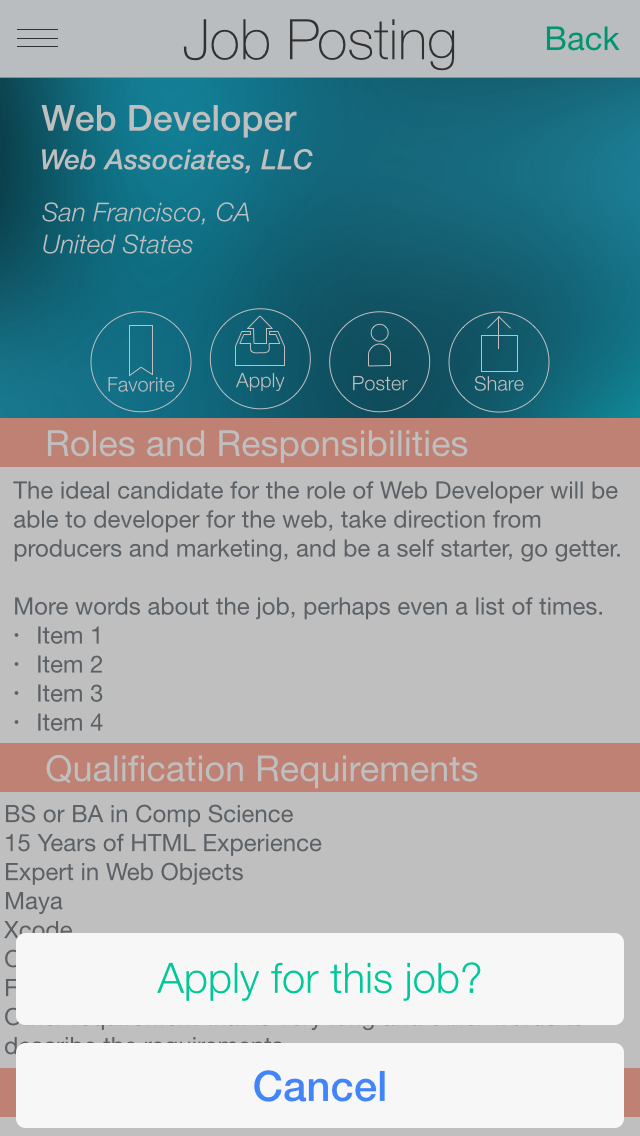 Job Posting
Back
Web Developer
Web Associates, LLC
San Francisco, CA
United States
Favorite
Apply
Poster
Share
Roles and Responsibilities
The ideal candidate for the role of Web Developer will be
able to developer for the web, take direction from
producers and marketing, and be a self starter, go getter.
More words about the job, perhaps even a list of times.
• Item 1
• Item 2
• Item 3
• Item 4
Qualification Requirements
BS or BA in Comp Science
15 Years of HTML Experience
Expert in Web Objects
Maya
Xcode
describe the requirements
Apply for this job?
Cancel